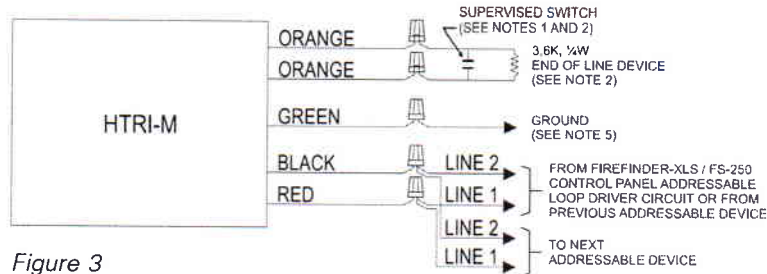 SUPERVISED SWITCH
(SEE NOTES 1 AND 2)
ORANGE
3.6K, ¼W
END OF LINE DEVICE
(SEE NOTE 2)
ORANGE
HTRI-M
GREEN
GROUND
(SEE NOTE 5)
BLACK
LINE 2
FROM FIREFINDER-XLS / FS-250
CONTROL PANEL ADDRESSABLE
LOOP DRIVER CIRCUIT OR FROM
PREVIOUS ADDRESSABLE DEVICE
RED
LINE 1
LINE 2
TO NEXT
ADDRESSABLE DEVICE
LINE 1
Figure 3